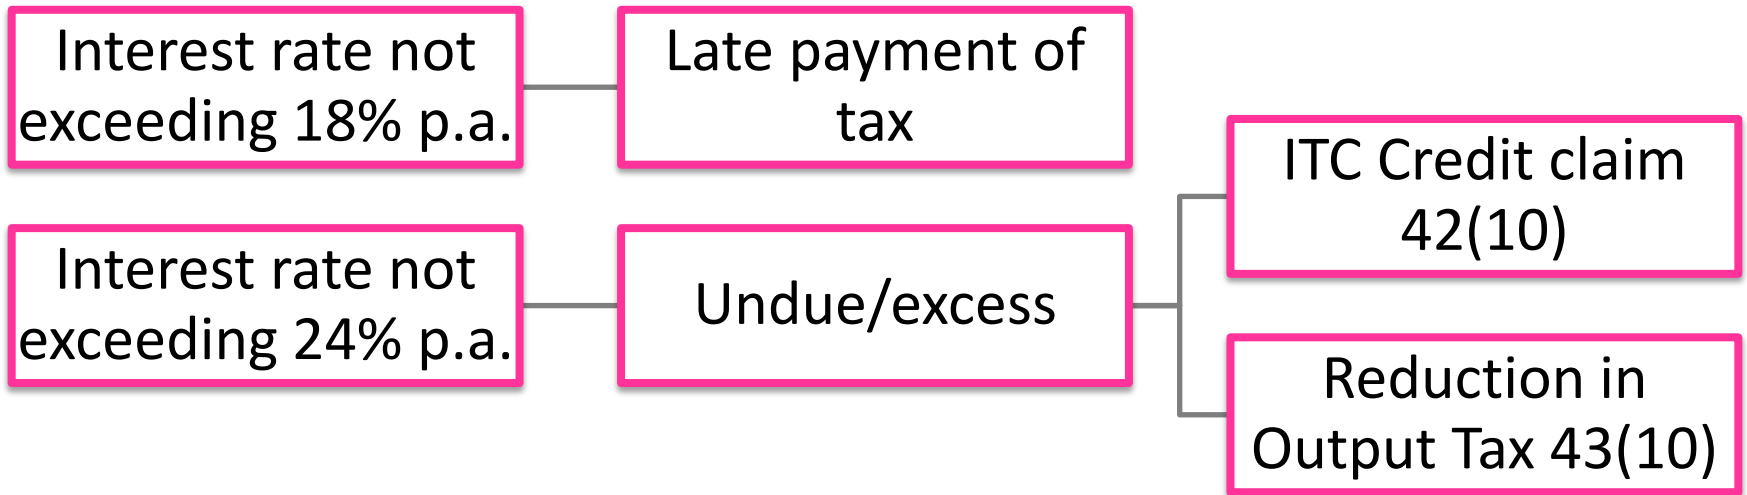 Interest rate not
exceeding 18% p.a.
Late payment of
tax
Interest rate not
exceeding 24% p.a.
Undue/excess
ITC Credit claim
42(10)
Reduction in
Output Tax 43(10)